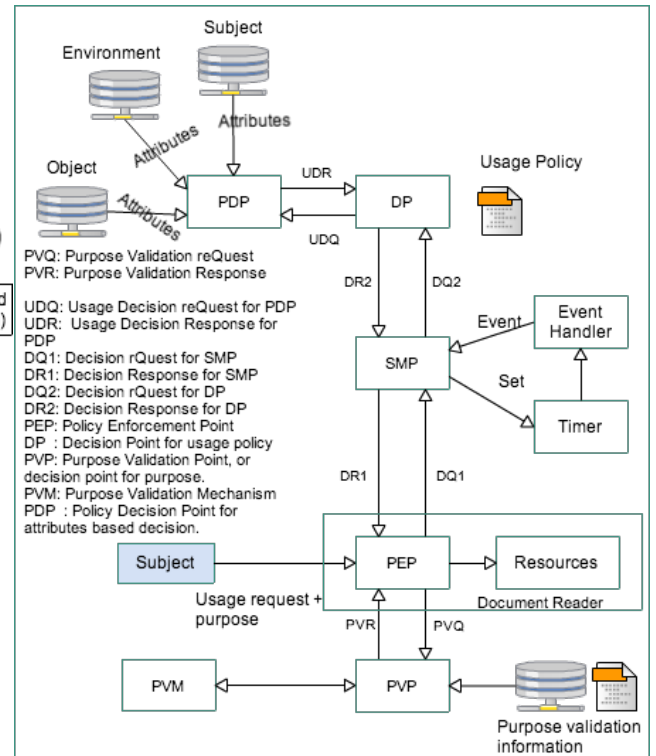 Subject
Environment
Attributes
Attributes
Object
Attributes
UDR
Usage Policy
PDP
DP
UDQ
PVQ: Purpose Validation reQuest
PVR: Purpose Validation Response
d
)
UDQ: Usage Decision reQuest for PDP
UDR: Usage Decision Response for
PDP
DQ1: Decision rQuest for SMP
DR1: Decision Response for SMP
DQ2: Decision rQuest for DP
DR2: Decision Response for DP
PEP: Policy Enforcement Point
DP : Decision Point for usage policy
PVP: Purpose Validation Point, or
decision point for purpose.
PVM: Purpose Validation Mechanism
PDP : Policy Decision Point for
attributes based decision.
DR2
DQ2
Event
Event
Handler
SMP
Set
Timer
DR1
DQ1
Subject
PEP
Resources
Usage request +
purpose
Document Reader
PVR
PVQ
PVM
PVP
Purpose validation
information